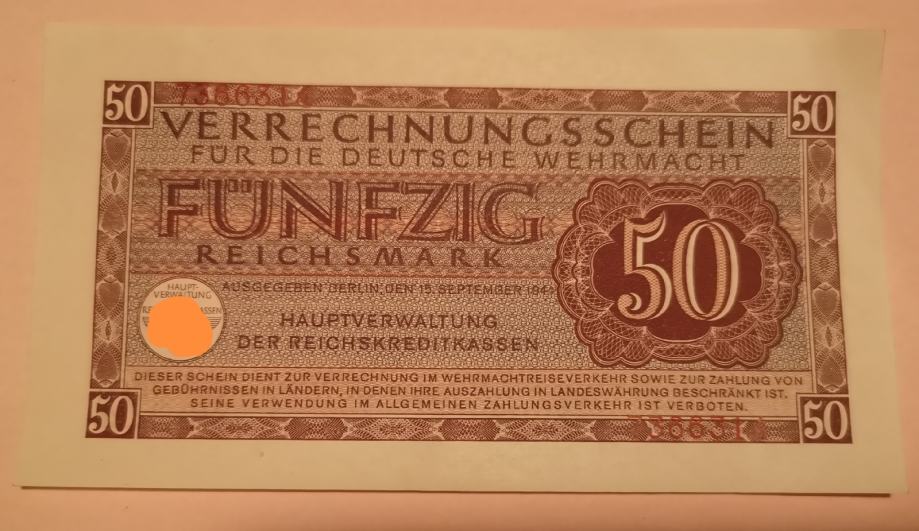 50
50
VERRECHNUNGSSCHEIN
FÜR DIE DEUTSCHE WEHRMACHT
FÜNFZIG
REICHSMARK
50
HAUPT-
VERWALTUNG
AUSGEGEBEN BERLIN, DEN 15. SEPTEMBER
HAUPTVERWALTUNG
DER REICHSKREDITKASSEN
DIESER SCHEIN DIENT ZUR VERRECHNUNG IM WEHRMACHTREISEVERKEHR SOWIE ZUR ZAHLUNG VON
GEBÜHRNISSEN IN LÄNDERN, IN DENEN IHRE AUSZAHLUNG IN LANDESWÄHRUNG BESCHRÄNKT IST.
SEINE VERWENDUNG IM ALLGEMEINEN ZAHLUNGSVERKEHR IST VERBOTEN.
50
50